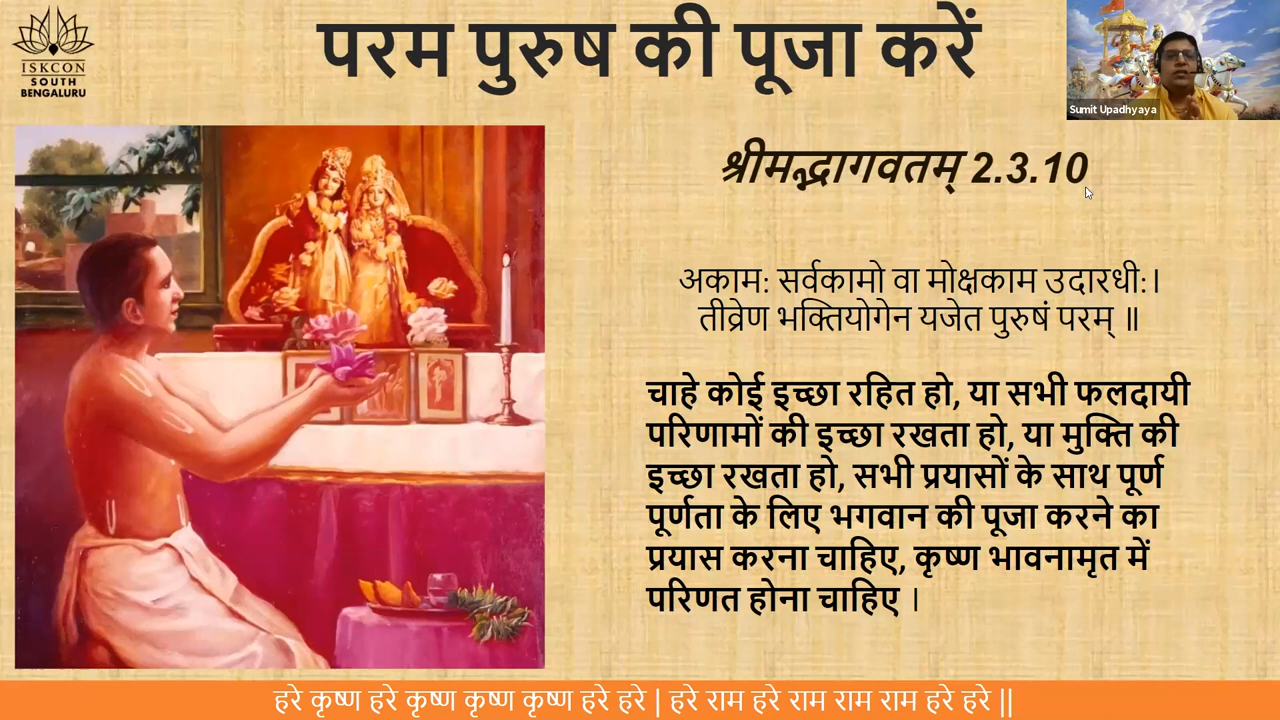 ISKCON
SOUTH
BENGALURU
परम पुरुष की पूजा करें
Sumit Upadhyaya
श्रीमद्भागवतम् 2.3.10
अकाम: सर्वकामो वा मोक्षकाम उदारधी:।
तीव्रेण भक्तियोगेन यजेत पुरुषं परम् ॥
चाहे कोई इच्छा रहित हो, या सभी फलदायी
परिणामों की इच्छा रखता हो, या मुक्ति की
इच्छा रखता हो, सभी प्रयासों के साथ पूर्ण
पूर्णता के लिए भगवान की पूजा करने का
प्रयास करना चाहिए, कृष्ण भावनामृत में
परिणत होना चाहिए ।
हरे कृष्ण हरे कृष्ण कृष्ण कृष्ण हरे हरे | हरे राम हरे राम राम राम हरे हरे ||